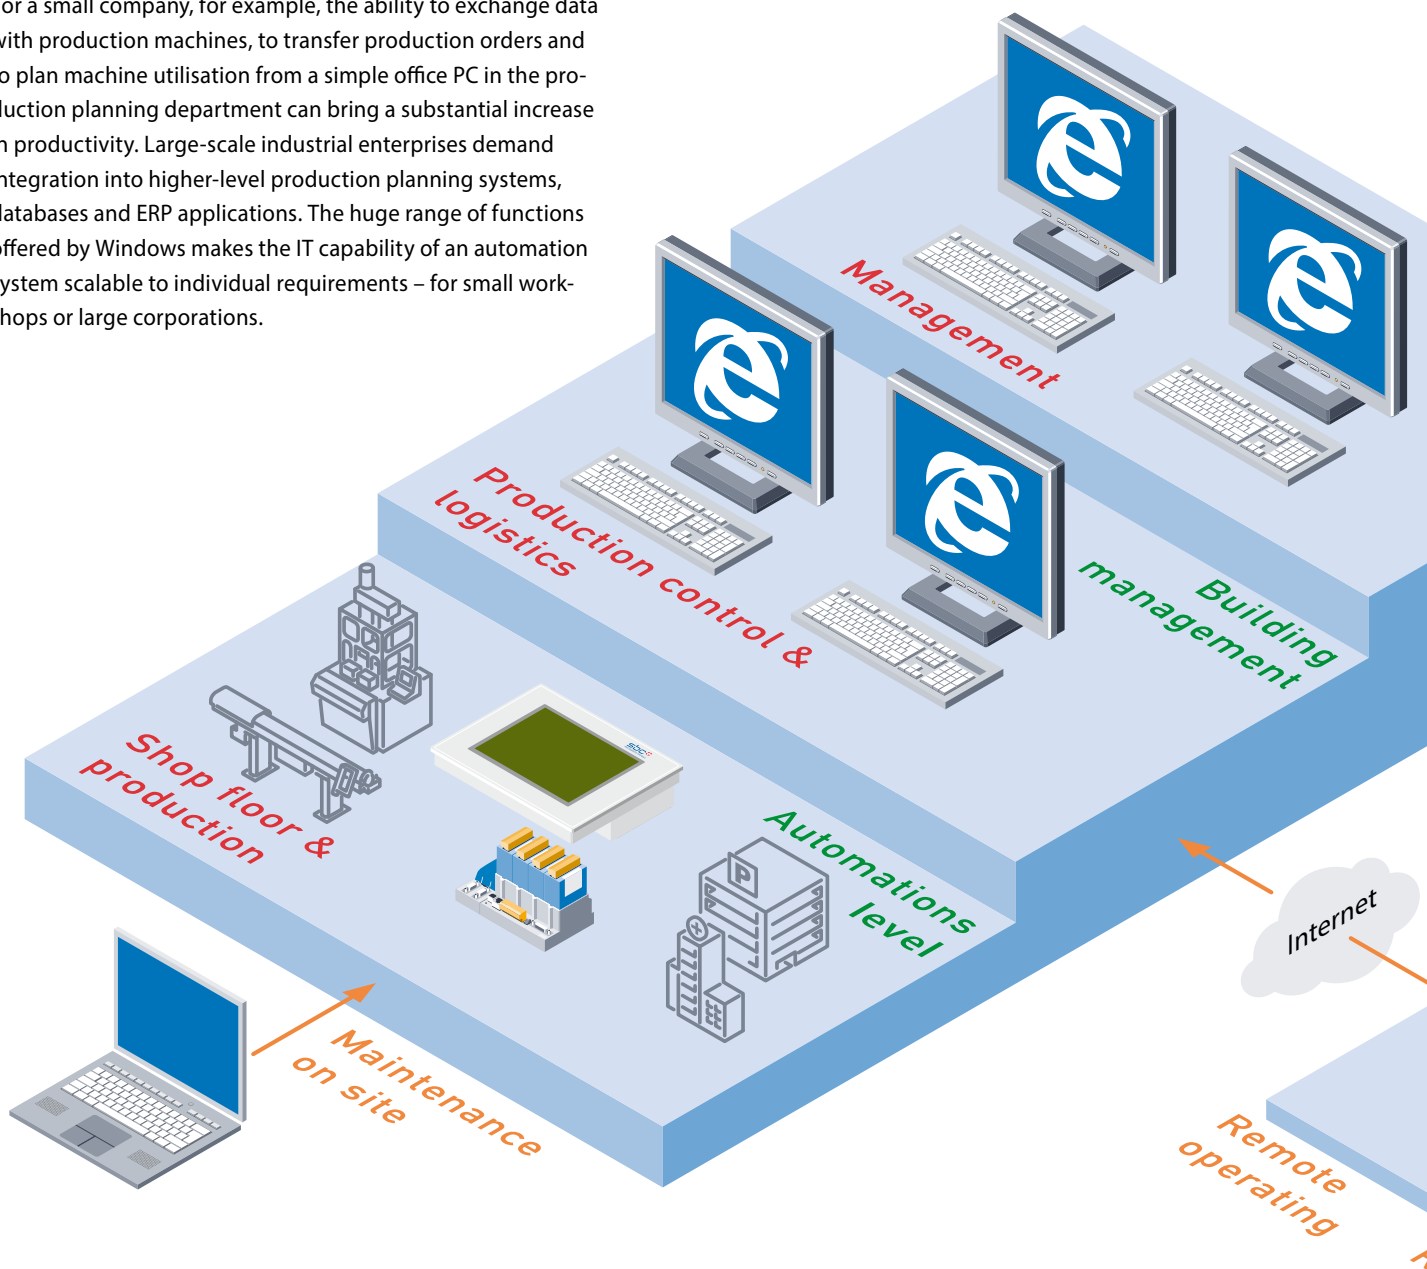 or a small company, for example, the ability to exchange data
with production machines, to transfer production orders and
o plan machine utilisation from a simple office PC in the pro-
duction planning department can bring a substantial increase
n productivity. Large-scale industrial enterprises demand
ntegration into higher-level production planning systems,
databases and ERP applications. The huge range of functions
offered by Windows makes the IT capability of an automation
ystem scalable to individual requirements – for small work-
hops or large corporations.
Management
Production control &
logistics
Building
management
Shop floor &
production
sbc
Automations
level
P
Internet
Maintenance
on site
Remote
operating